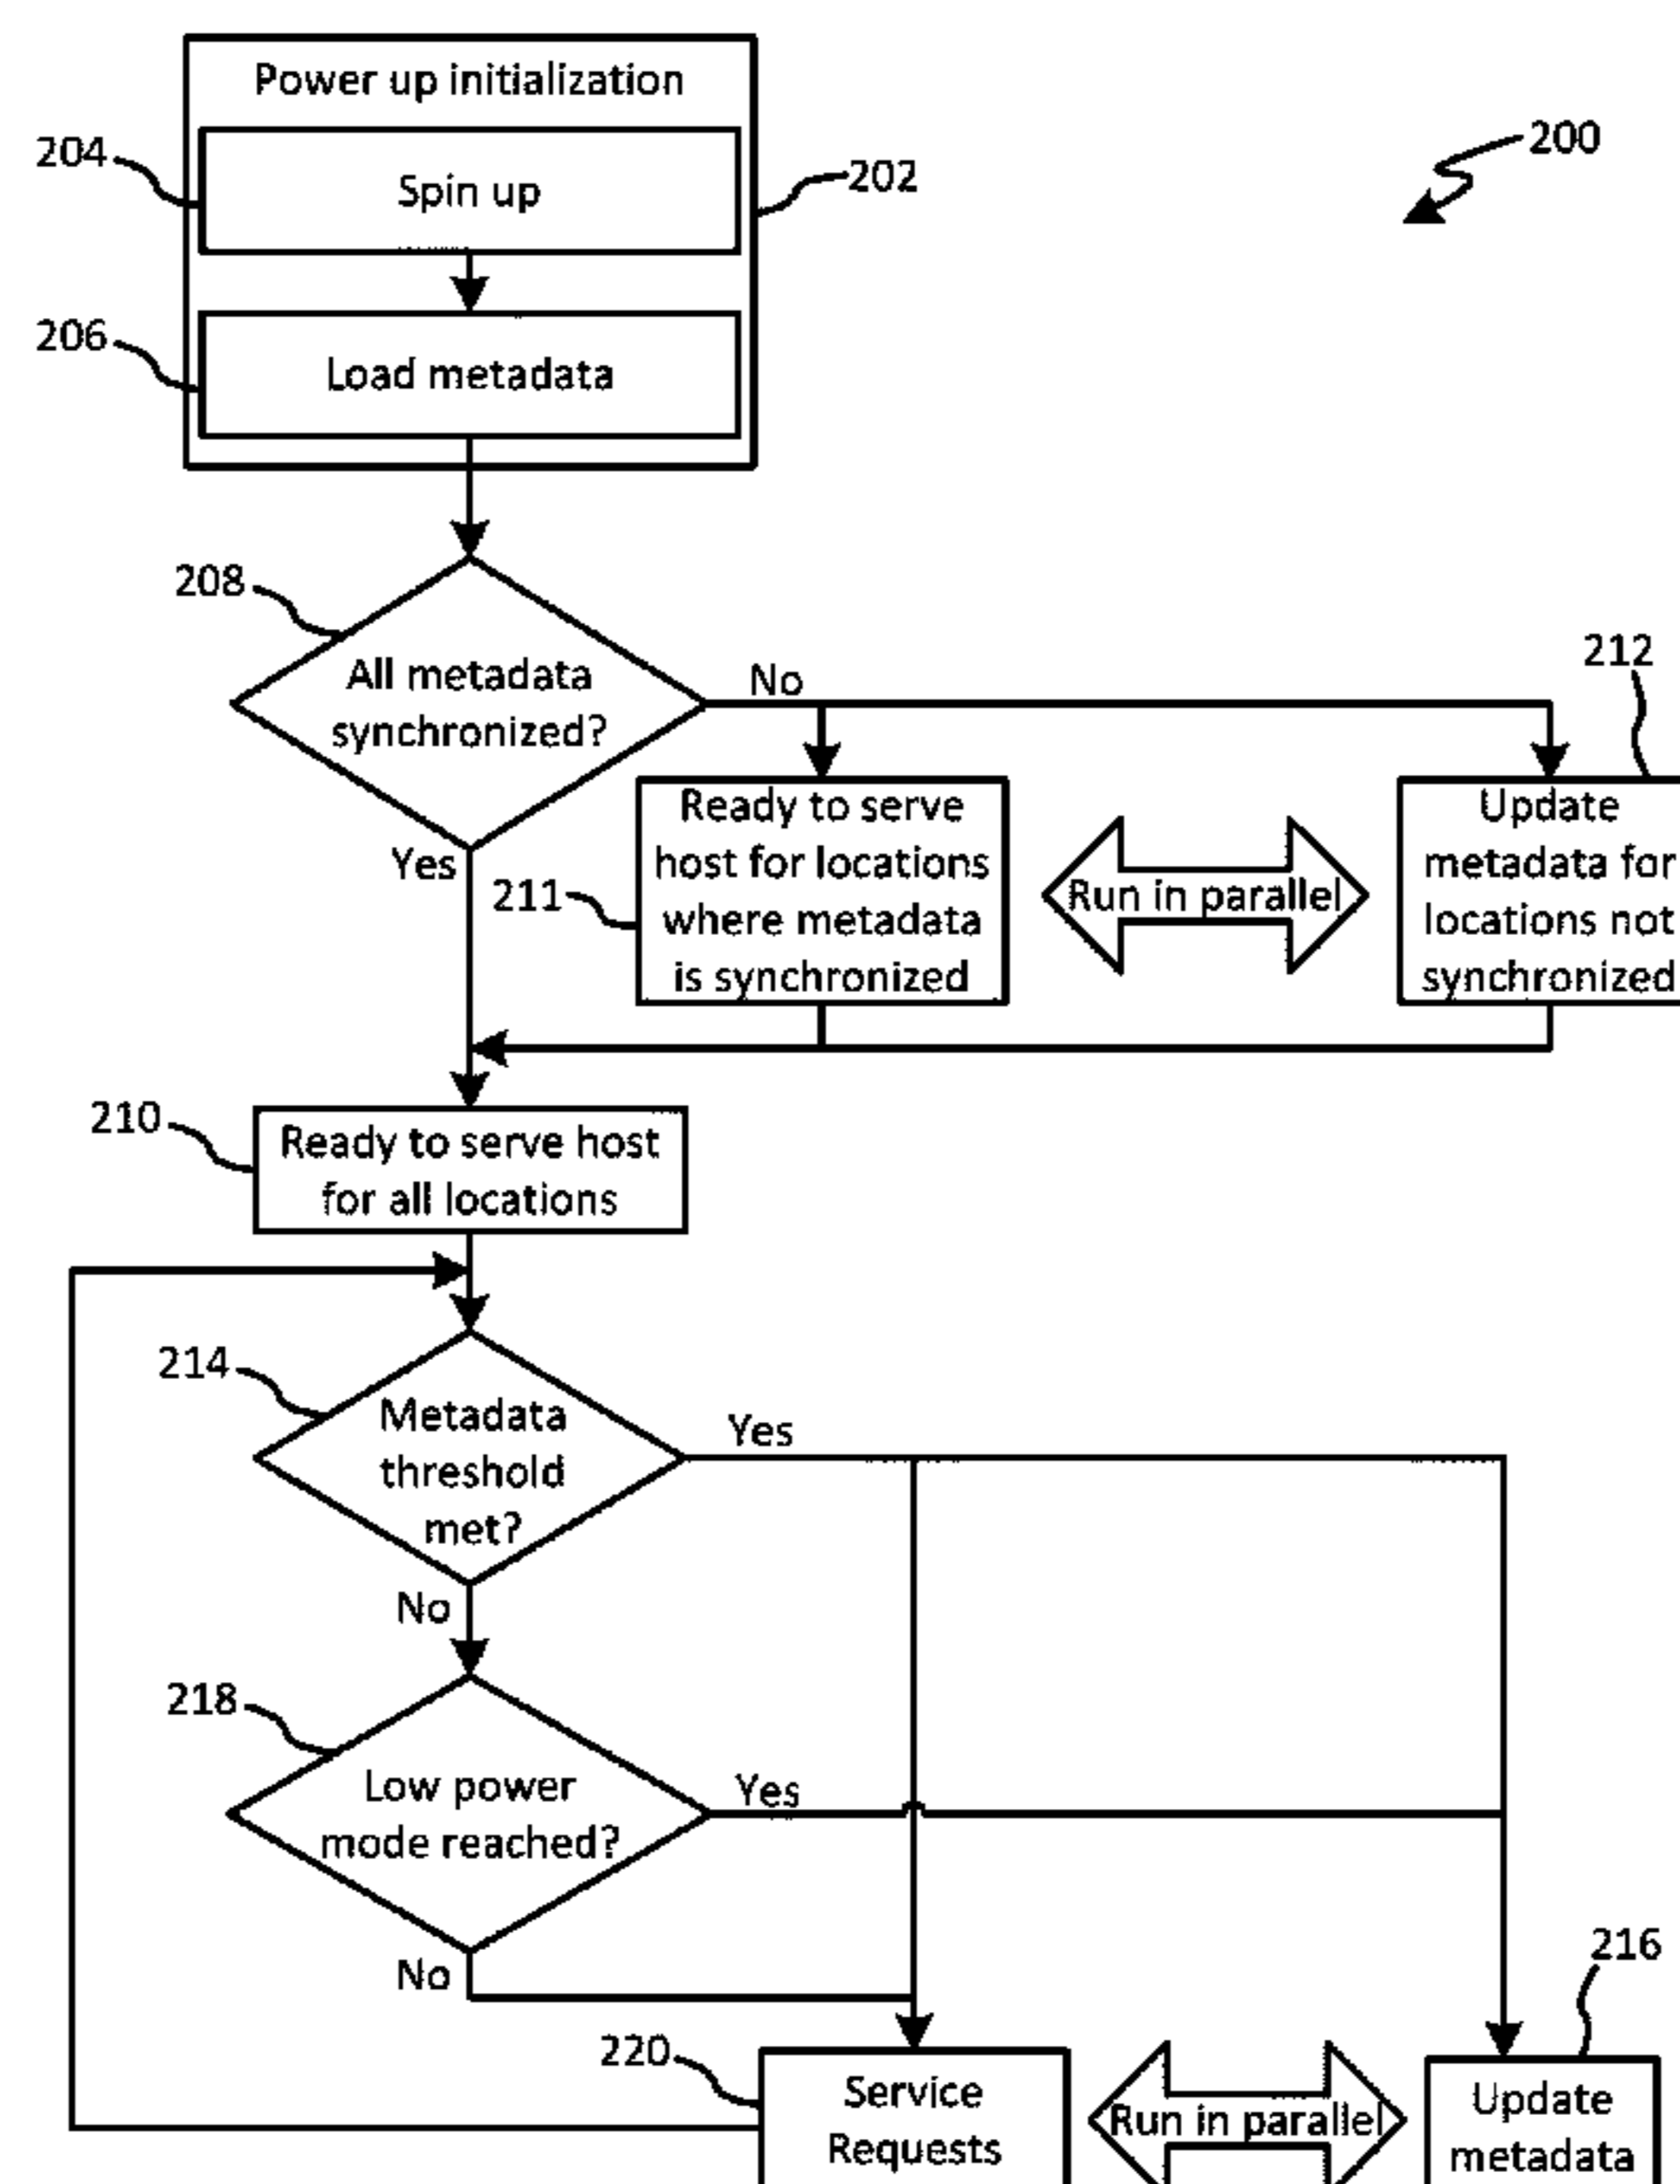 Power up initialization
200
204
Spin up
202
206
Load metadata
208
All metadata
synchronized?
No
212
Yes
211
Ready to serve
host for locations
where metadata
is synchronized
Run in parallel
Update
metadata for
locations not
synchronized
210
Ready to serve host
for all locations
214
Metadata
threshold
met?
Yes
No
218
Low power
mode reached?
Yes
No
216
220
Service
Requests
Run in parallel
Update
metadata